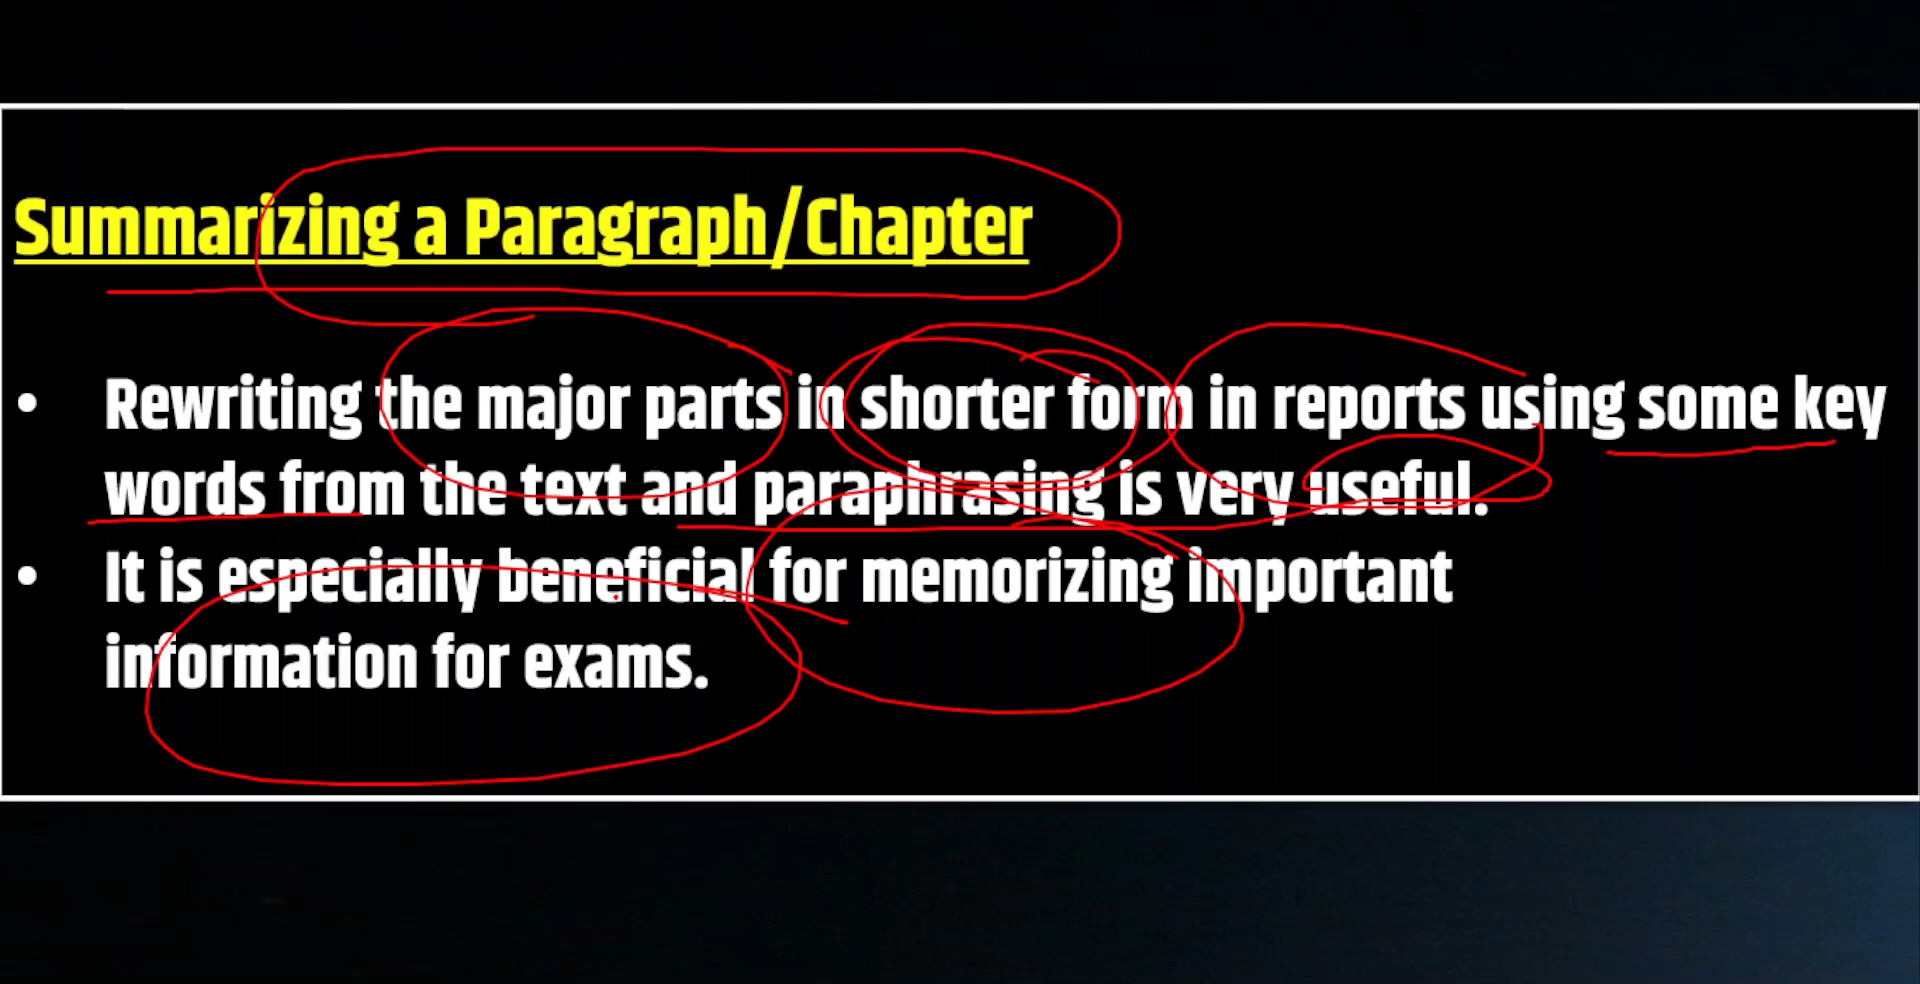 Summarizing a Paragraph/Chapter
• Rewriting the major parts in shorter form in reports using some key
words from the text and paraphrasing is very useful.
• It is especially beneficial for memorizing important
information for exams.